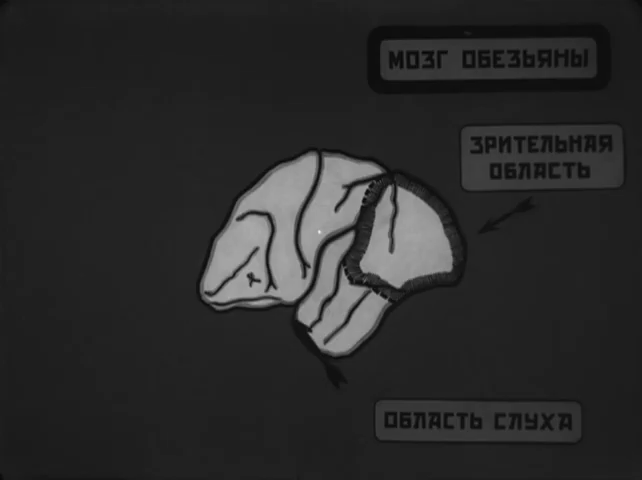 МОЗГ ОБЕЗЬЯНЫ
ЗРИТЕЛЬНАЯ
ОБЛАСТЬ
ОБЛАСТЬ СЛУХА